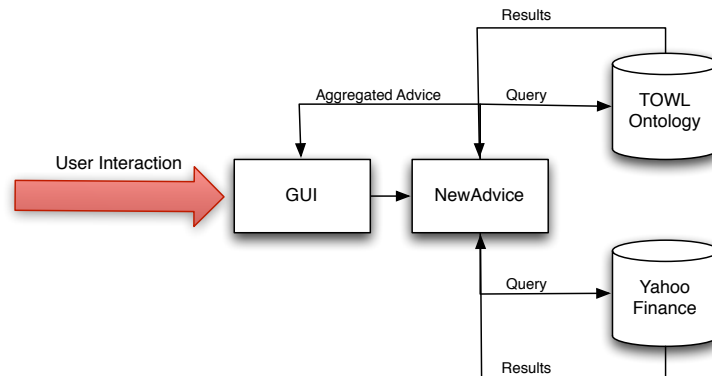 Results
Aggregated Advice
Query
TOWL
Ontology
User Interaction
GUI
NewAdvice
Query
Yahoo
Finance
Results